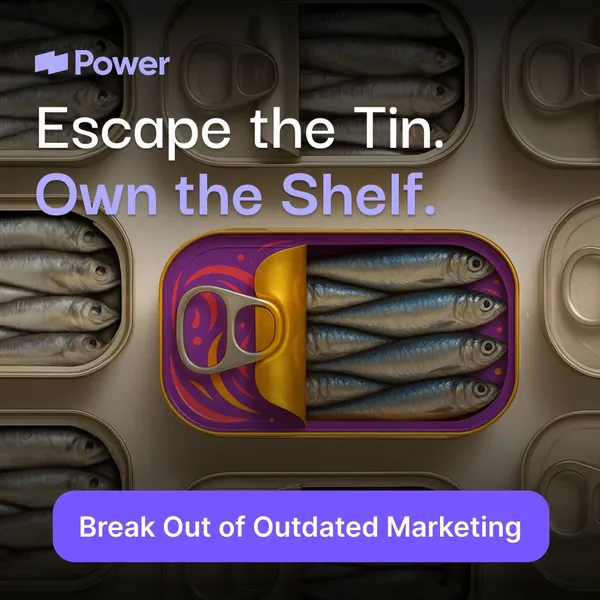 Power
Escape the Tin.
Own the Shelf.
Break Out of Outdated Marketing